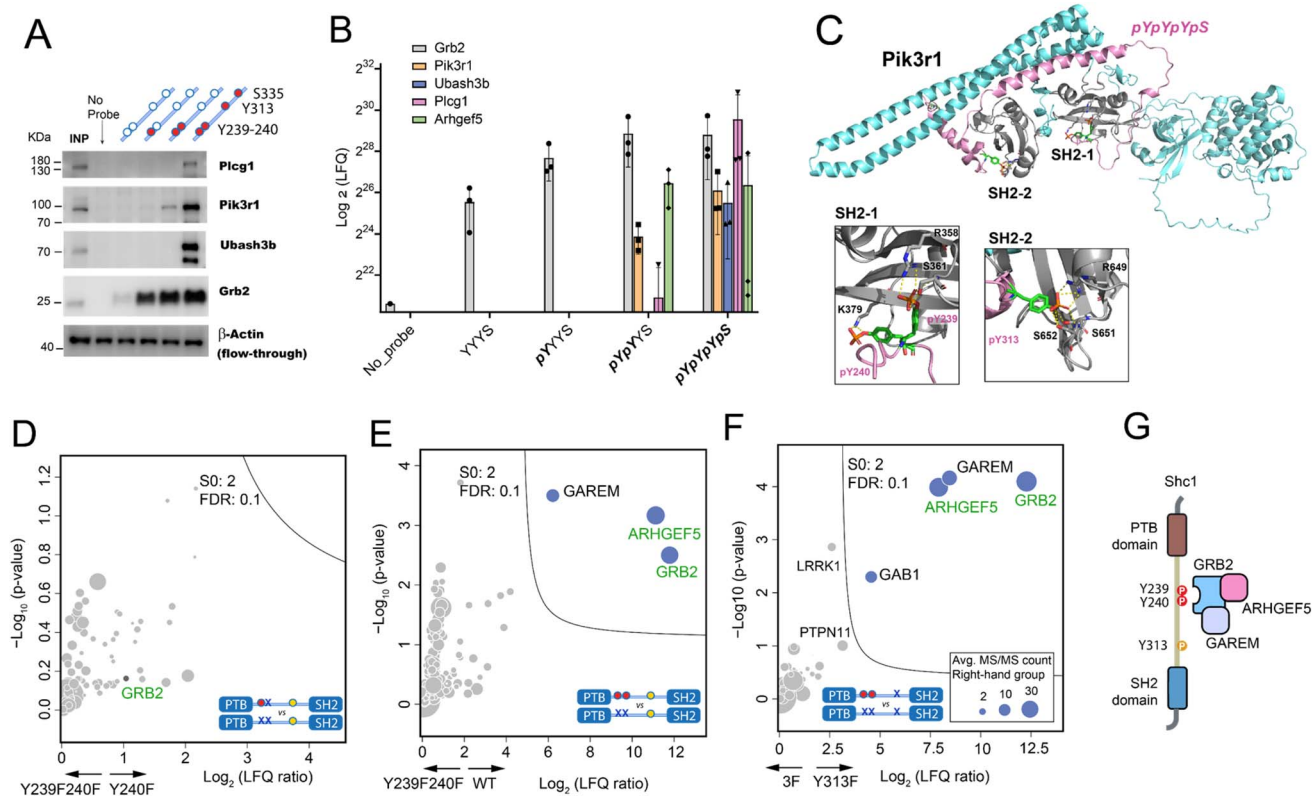 A
No
Probe
S335
Y313
Y239-240
KDa
INP
180
130
Plcg1
100
70
Pik3r1
70
Ubash3b
25
Grb2
40
β-Actin
(flow-through)
B
Grb2
Pik3r1
Ubash3b
Plcg1
Arhgef5
Log 2 (LFQ)
2^32
2^30
2^28
2^26
2^24
2^22
No_probe
YYYS
pYYYS
pYpYYS
pYpYpYpS
C
Pik3r1
pYpYpYpS
SH2-1
SH2-2
SH2-1
R358
S361
K379
pY239
pY240
SH2-2
R649
pY313
S652
S651
D
S0: 2
FDR: 0.1
−Log10 (p-value)
1.2
1.0
0.8
0.6
0.4
0.2
0.0
GRB2
PTB
X
SH2
vs
PTB
XX
SH2
0
1
2
3
4
Y239F240F
Y240F
Log2 (LFQ ratio)
E
S0: 2
FDR: 0.1
−Log10 (p-value)
4
3
2
1
0
GAREM
ARHGEF5
GRB2
PTB
SH2
vs
PTB
XX
SH2
0
2
4
6
8
10
12
Y239F240F
WT
Log2 (LFQ ratio)
F
S0: 2
FDR: 0.1
−Log10 (p-value)
4
3
2
1
0
GAREM
ARHGEF5
GRB2
LRRK1
GAB1
PTPN11
Avg. MS/MS count
Right-hand group
2
10
30
PTB
X
SH2
vs
PTB
XX
X
SH2
0
2.5
5.0
7.5
10.0
12.5
3F
Y313F
Log2 (LFQ ratio)
G
Shc1
PTB
domain
GRB2
Y239
P
Y240
P
ARHGEF5
GAREM
Y313
P
SH2
domain